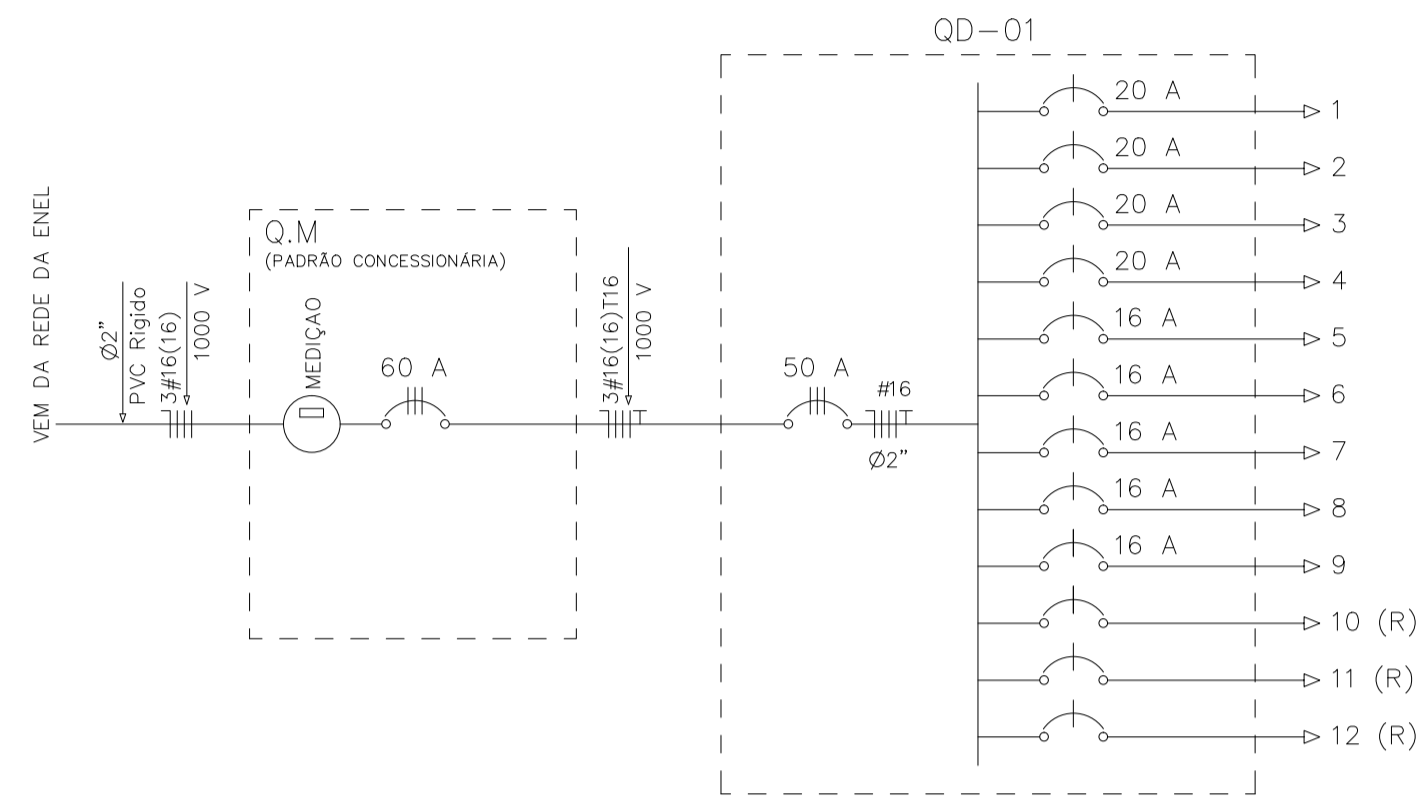 QD-01
VEM DA REDE DA ENEL
Ø2"
PVC Rigido
3#16(16)
1000 V
Q.M
(PADRÃO CONCESSIONÁRIA)
MEDIÇAO
60 A
3#16(16)T16
1000 V
50 A
#16
Ø2"
20 A
1
20 A
2
20 A
3
20 A
4
16 A
5
16 A
6
16 A
7
16 A
8
16 A
9
10 (R)
11 (R)
12 (R)